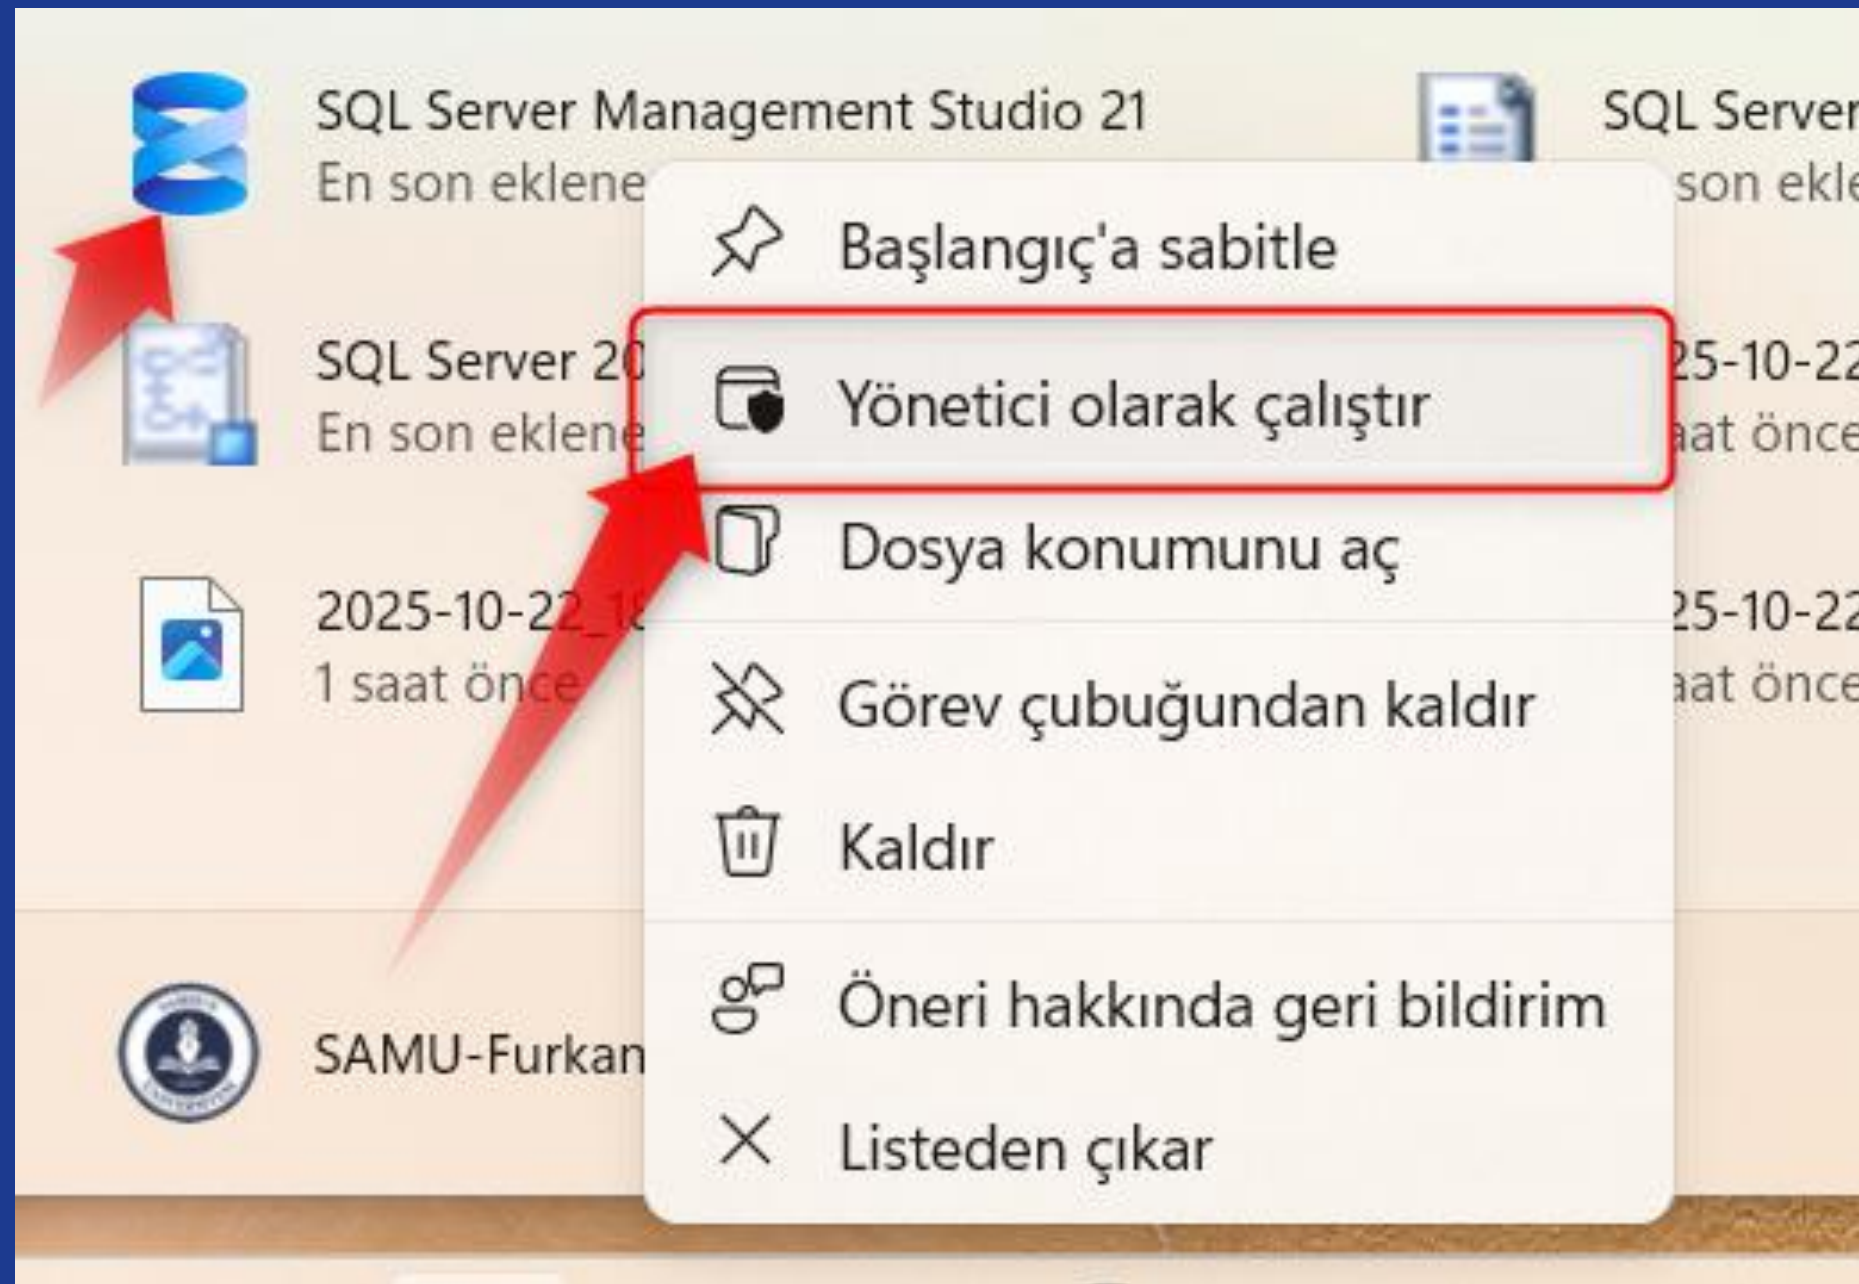 SQL Server Management Studio 21
En son eklene
SQL Server
son ekle
Başlangıç'a sabitle
SQL Server 20
En son eklene
Yönetici olarak çalıştır
25-10-22
aat önce
Dosya konumunu aç
2025-10-22_18
1 saat önce
25-10-22
aat önce
Görev çubuğundan kaldır
Kaldır
Öneri hakkında geri bildirim
SAMU-Furkan
Listeden çıkar